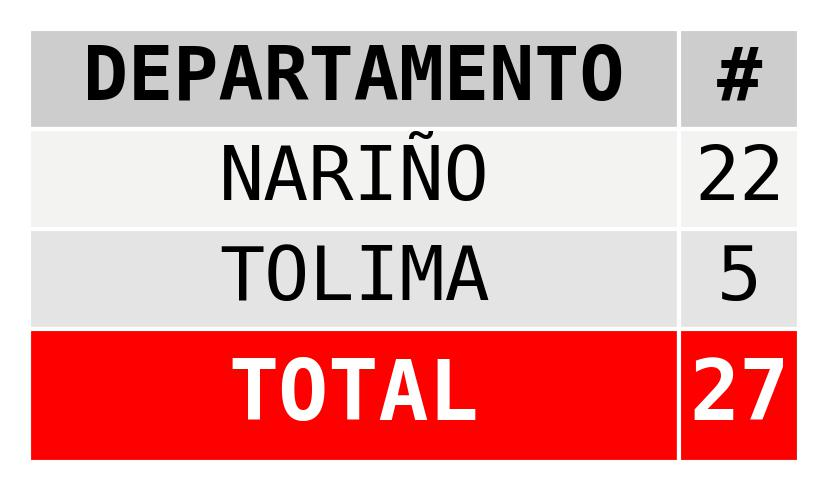 DEPARTAMENTO #
NARIÑO 22
TOLIMA 5
TOTAL 27